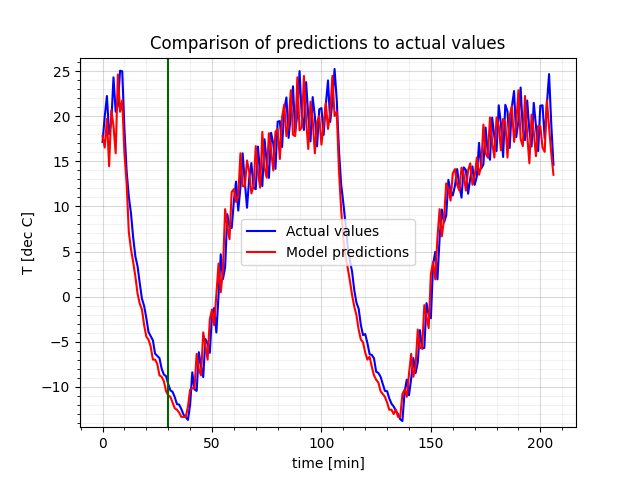 Comparison of predictions to actual values
T [dec C]
25
20
15
10
5
0
−5
−10
Actual values
Model predictions
0
50
100
150
200
time [min]